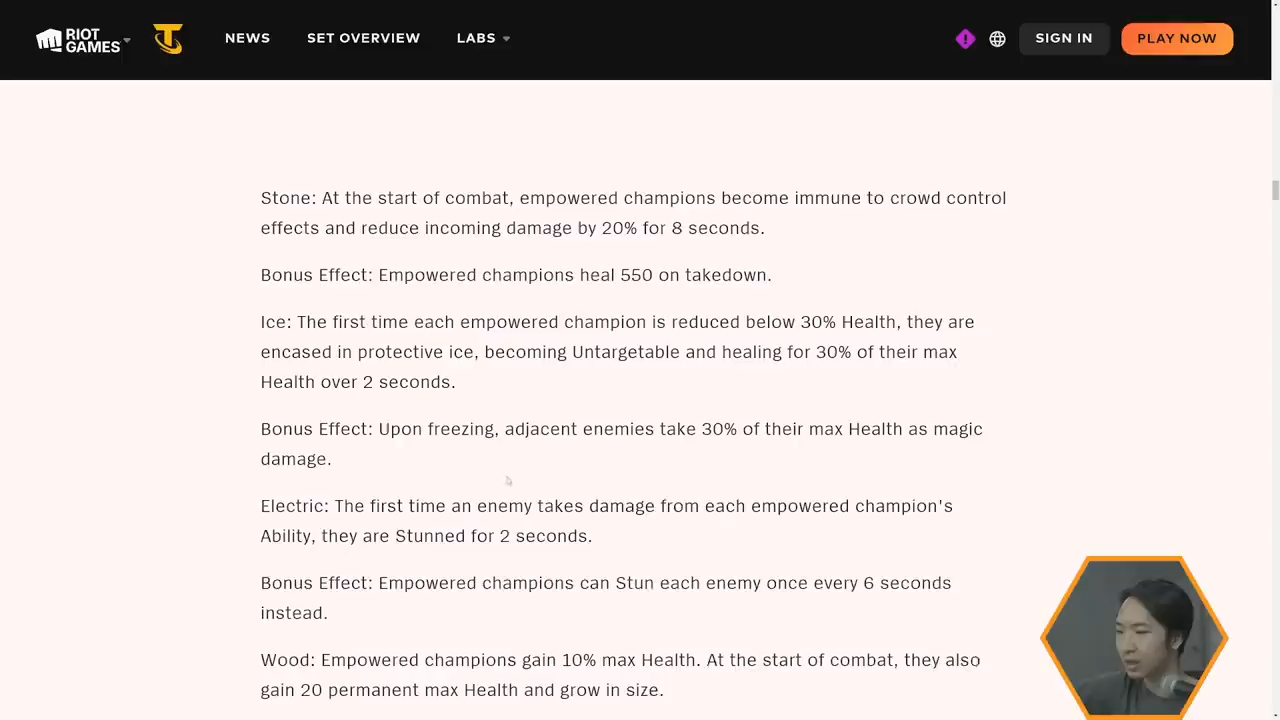 RIOT GAMES
NEWS
SET OVERVIEW
LABS
SIGN IN
PLAY NOW
Stone: At the start of combat, empowered champions become immune to crowd control
effects and reduce incoming damage by 20% for 8 seconds.
Bonus Effect: Empowered champions heal 550 on takedown.
Ice: The first time each empowered champion is reduced below 30% Health, they are
encased in protective ice, becoming Untargetable and healing for 30% of their max
Health over 2 seconds.
Bonus Effect: Upon freezing, adjacent enemies take 30% of their max Health as magic
damage.
Electric: The first time an enemy takes damage from each empowered champion's
Ability, they are Stunned for 2 seconds.
Bonus Effect: Empowered champions can Stun each enemy once every 6 seconds
instead.
Wood: Empowered champions gain 10% max Health. At the start of combat, they also
gain 20 permanent max Health and grow in size.